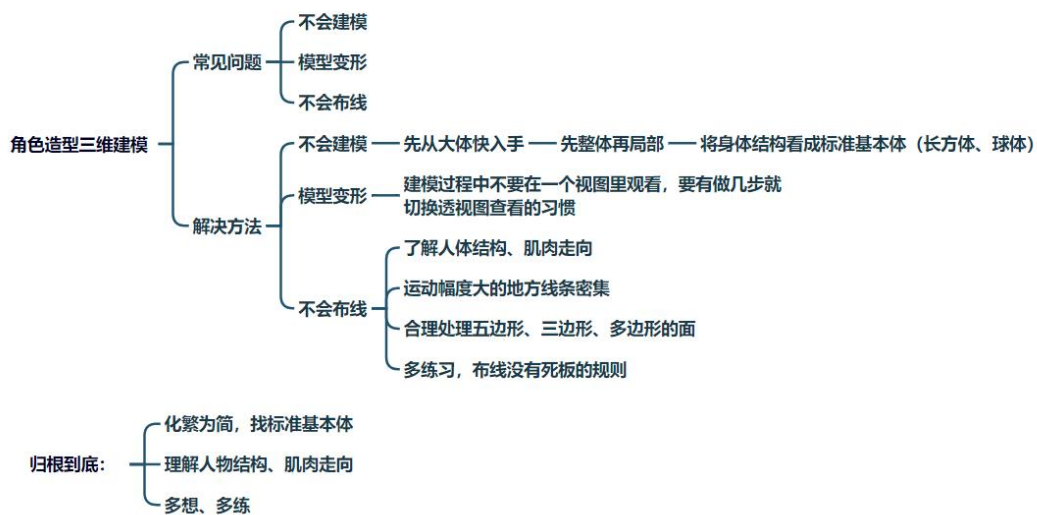 角色造型三维建模
常见问题
不会建模
模型变形
不会布线
解决方法
不会建模
先从大体快入手
先整体再局部
将身体结构看成标准基本体（长方体、球体）
模型变形
建模过程中不要在一个视图里观看，要有做几步就
切换透视图查看的习惯
不会布线
了解人体结构、肌肉走向
运动幅度大的地方线条密集
合理处理五边形、三边形、多边形的面
多练习，布线没有死板的规则
归根到底：
化繁为简，找标准基本体
理解人物结构、肌肉走向
多想、多练